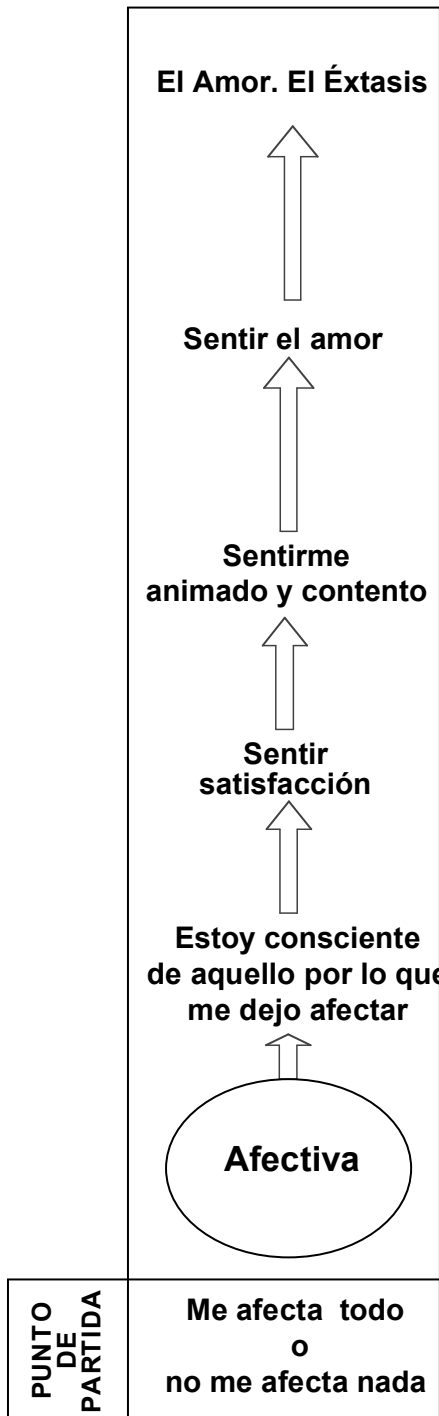 El Amor. El Éxtasis
Sentir el amor
Sentirme
animado y contento
Sentir
satisfacción
Estoy consciente
de aquello por lo que
me dejo afectar
Afectiva
PUNTO
DE
PARTIDA
Me afecta todo
o
no me afecta nada